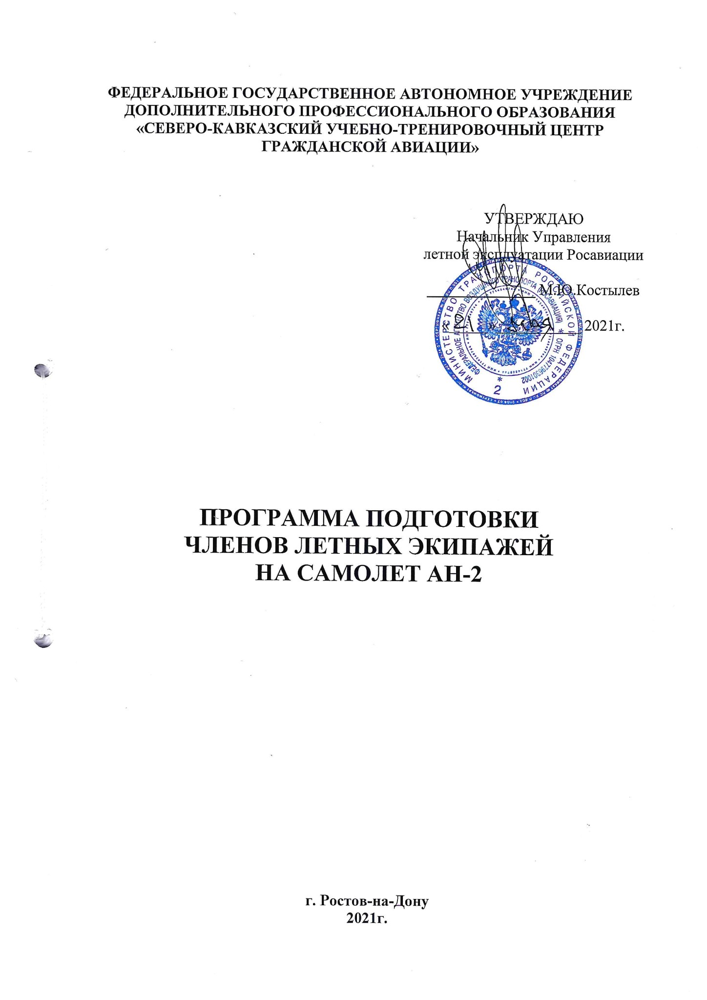 ФЕДЕРАЛЬНОЕ ГОСУДАРСТВЕННОЕ АВТОНОМНОЕ УЧРЕЖДЕНИЕ
ДОПОЛНИТЕЛЬНОГО ПРОФЕССИОНАЛЬНОГО ОБРАЗОВАНИЯ
«СЕВЕРО-КАВКАЗСКИЙ УЧЕБНО-ТРЕНИРОВОЧНЫЙ ЦЕНТР
ГРАЖДАНСКОЙ АВИАЦИИ»
УТВЕРЖДАЮ
Начальник Управления
летной эксплуатации Росавиации
М.Ю.Костылев
«21» 2021г.
МИНИСТЕРСТВО ТРАНСПОРТА РОССИЙСКОЙ ФЕДЕРАЦИИ
ФЕДЕРАЛЬНОЕ АГЕНТСТВО ВОЗДУШНОГО ТРАНСПОРТА (РОСАВИАЦИЯ) * ОГРН 1047796301002
* 2
ПРОГРАММА ПОДГОТОВКИ
ЧЛЕНОВ ЛЕТНЫХ ЭКИПАЖЕЙ
НА САМОЛЕТ АН-2
г. Ростов-на-Дону
2021г.